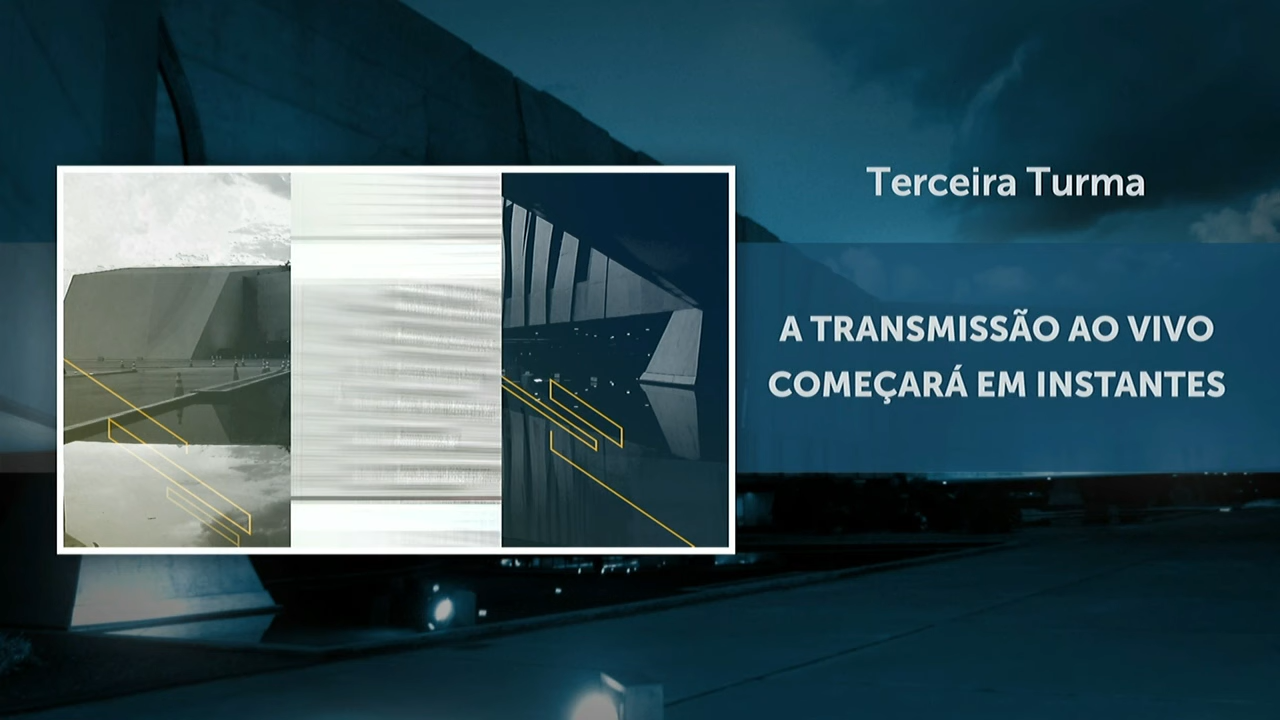 Terceira Turma
A TRANSMISSÃO AO VIVO
COMEÇARÁ EM INSTANTES